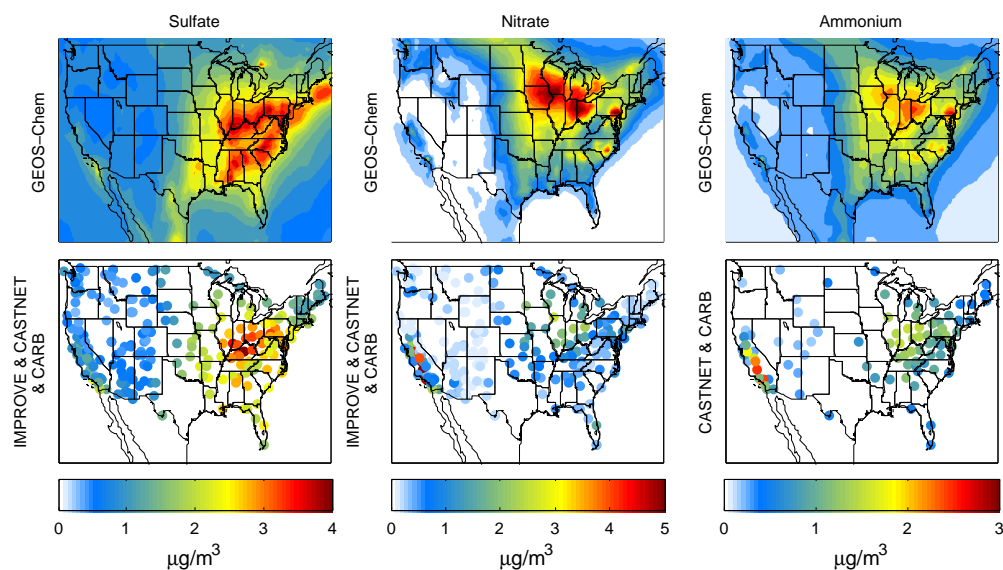 Sulfate
Nitrate
Ammonium
GEOS−Chem
GEOS−Chem
GEOS−Chem
IMPROVE & CASTNET
& CARB
IMPROVE & CASTNET
& CARB
CASTNET & CARB
0 1 2 3 4
μg/m³
0 1 2 3 4 5
μg/m³
0 1 2 3
μg/m³